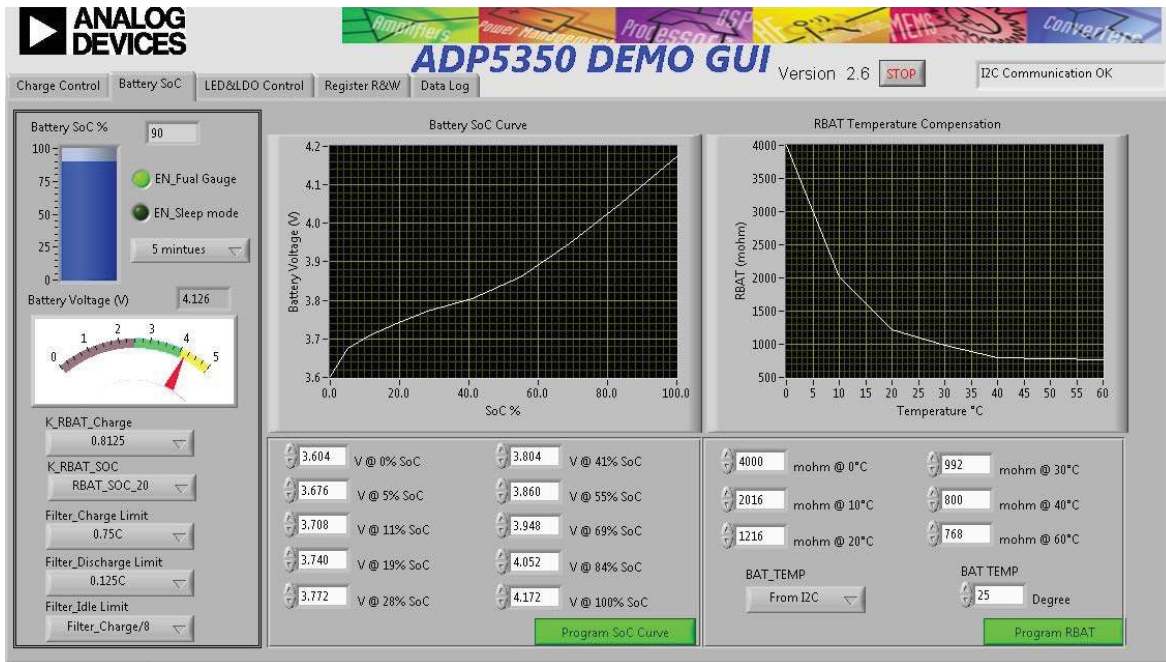 ANALOG
DEVICES
Amplifiers Power Management Processors DSP RF MEMS Converters
ADP5350 DEMO GUI Version 2.6 STOP I2C Communication OK
Charge Control Battery SoC LED&LDO Control Register R&W Data Log
Battery SoC % 90
100
75
50
25
0
EN_Fual Gauge
EN_Sleep mode
5 mintues
Battery Voltage (V) 4.126
0 1 2 3 4 5
K_RBAT_Charge
0.8125
K_RBAT_SOC
RBAT_SOC_20
Filter_Charge Limit
0.75C
Filter_Discharge Limit
0.125C
Filter_Idle Limit
Filter_Charge/8
Battery SoC Curve
Battery Voltage (V)
4.2
4.1
4.0
3.9
3.8
3.7
3.6
0.0 20.0 40.0 60.0 80.0 100.0
SoC %
3.604 V @ 0% SoC 3.804 V @ 41% SoC
3.676 V @ 5% SoC 3.860 V @ 55% SoC
3.708 V @ 11% SoC 3.948 V @ 69% SoC
3.740 V @ 19% SoC 4.052 V @ 84% SoC
3.772 V @ 28% SoC 4.172 V @ 100% SoC
Program SoC Curve
RBAT Temperature Compensation
RBAT (mohm)
4000
3500
3000
2500
2000
1500
1000
500
0 5 10 15 20 25 30 35 40 45 50 55 60
Temperature °C
4000 mohm @ 0°C 992 mohm @ 30°C
2016 mohm @ 10°C 800 mohm @ 40°C
1216 mohm @ 20°C 768 mohm @ 60°C
BAT_TEMP BAT TEMP
From I2C 25 Degree
Program RBAT